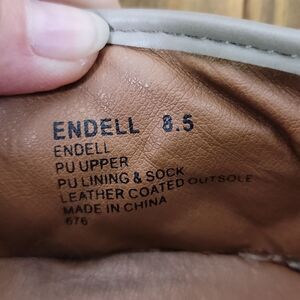 ENDELL 8.5
ENDELL
PU UPPER
PU LINING & SOCK
LEATHER COATED OUTSOLE
MADE IN CHINA
676